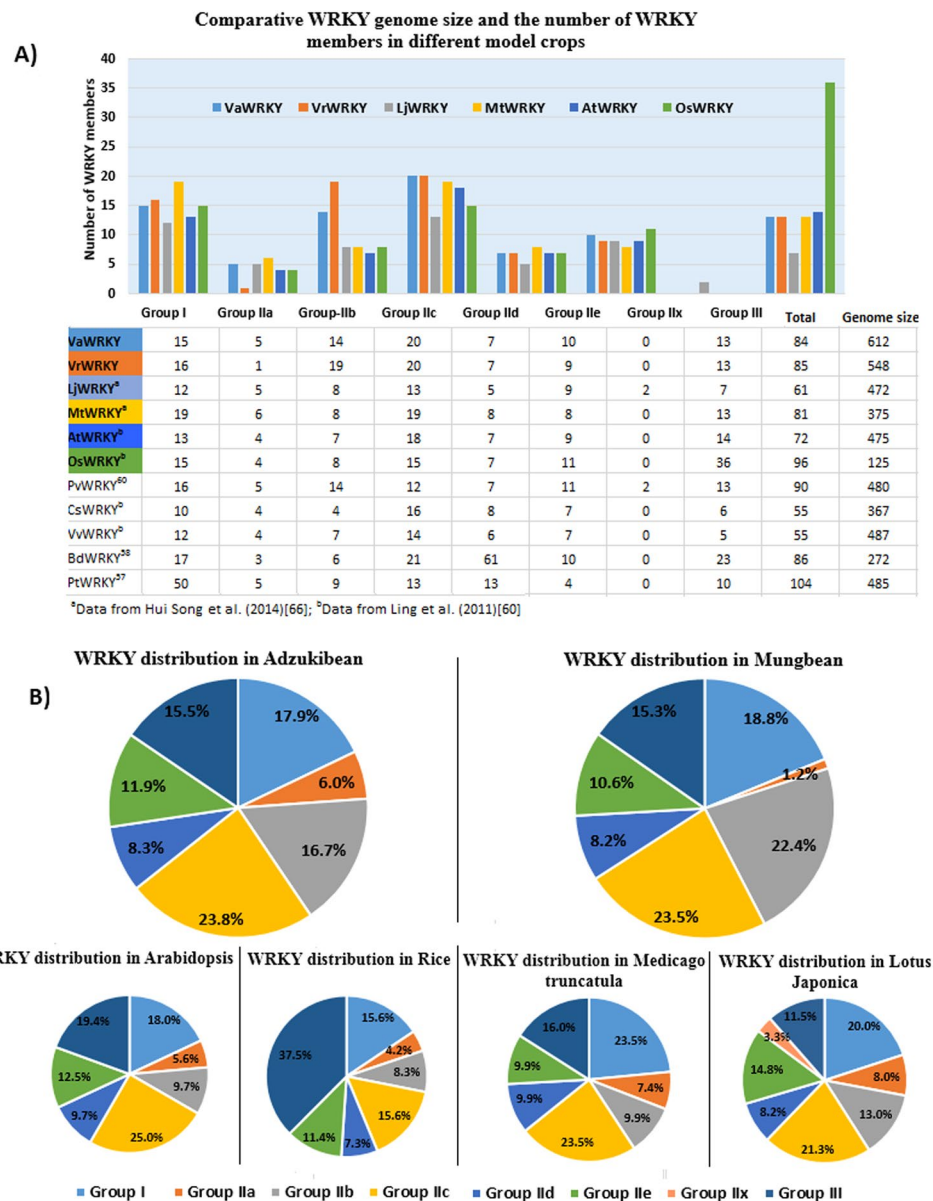 Comparative WRKY genome size and the number of WRKY
members in different model crops
A)
Number of WRKY members
40
35
30
25
20
15
10
5
0
VaWRKY VrWRKY LjWRKY MtWRKY AtWRKY OsWRKY
Group I Group IIa Group-IIb Group IIc Group IId Group IIe Group IIx Group III Total Genome size
VaWRKY 15 5 14 20 7 10 0 13 84 612
VrWRKY 16 1 19 20 7 9 0 13 85 548
LjWRKYᵃ 12 5 8 13 5 9 2 7 61 472
MtWRKYᵃ 19 6 8 19 8 8 0 13 81 375
AtWRKYᵇ 13 4 7 18 7 9 0 14 72 475
OsWRKYᵇ 15 4 8 15 7 11 0 36 96 125
PvWRKY⁶⁰ 16 5 14 12 7 11 2 13 90 480
CsWRKYᵇ 10 4 4 16 8 7 0 6 55 367
VvWRKYᵇ 12 4 7 14 6 7 0 5 55 487
BdWRKY⁵⁸ 17 3 6 21 61 10 0 23 86 272
PtWRKY⁵⁷ 50 5 9 13 13 4 0 10 104 485
ᵃData from Hui Song et al. (2014)[66]; ᵇData from Ling et al. (2011)[60]
B)
WRKY distribution in Adzukibean
17.9%
6.0%
16.7%
23.8%
8.3%
11.9%
15.5%
WRKY distribution in Mungbean
18.8%
1.2%
22.4%
23.5%
8.2%
10.6%
15.3%
RKY distribution in Arabidopsis
18.0%
5.6%
9.7%
25.0%
9.7%
12.5%
19.4%
WRKY distribution in Rice
15.6%
4.2%
8.3%
15.6%
7.3%
11.4%
37.5%
WRKY distribution in Medicago
truncatula
23.5%
7.4%
9.9%
23.5%
9.9%
9.9%
16.0%
WRKY distribution in Lotus
Japonica
20.0%
8.0%
13.0%
21.3%
8.2%
14.8%
3.3%
11.5%
Group I Group IIa Group IIb Group IIc Group IId Group IIe Group IIx Group III